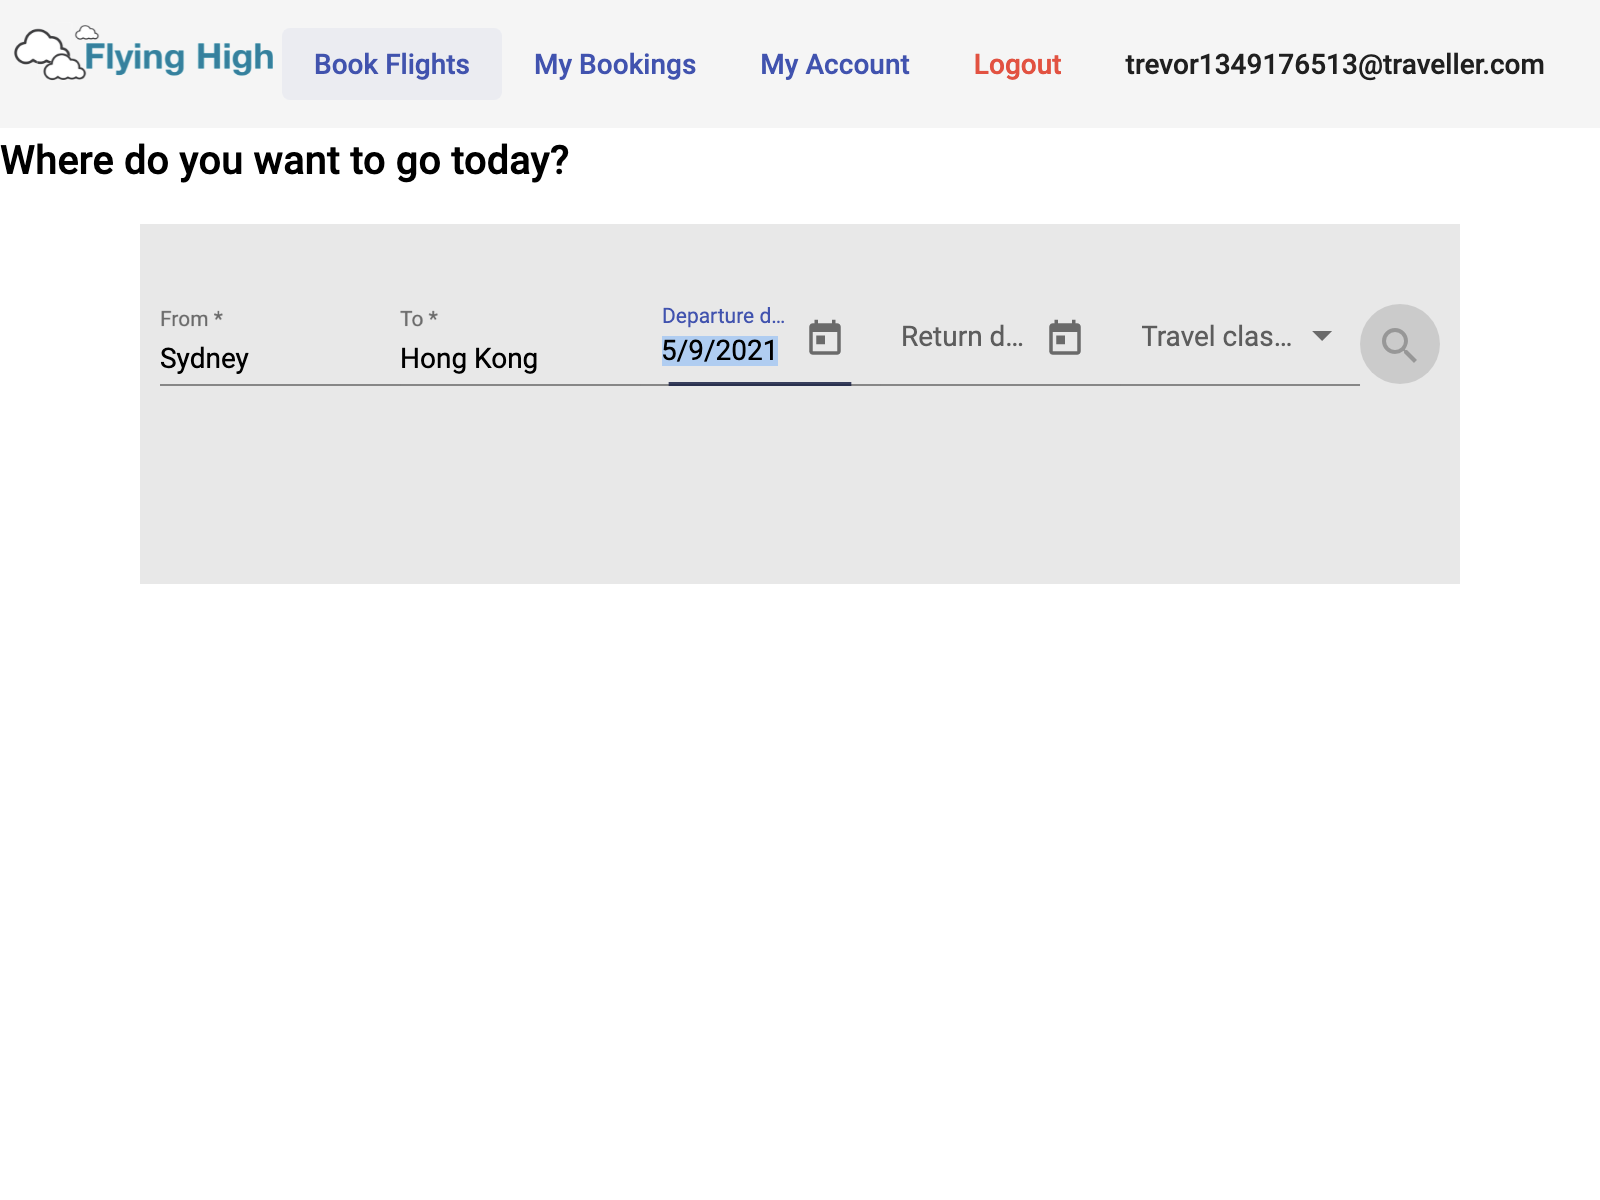 Flying High
Book Flights
My Bookings
My Account
Logout
trevor1349176513@traveller.com
Where do you want to go today?
From *
Sydney
To *
Hong Kong
Departure d...
5/9/2021
Return d...
Travel clas...